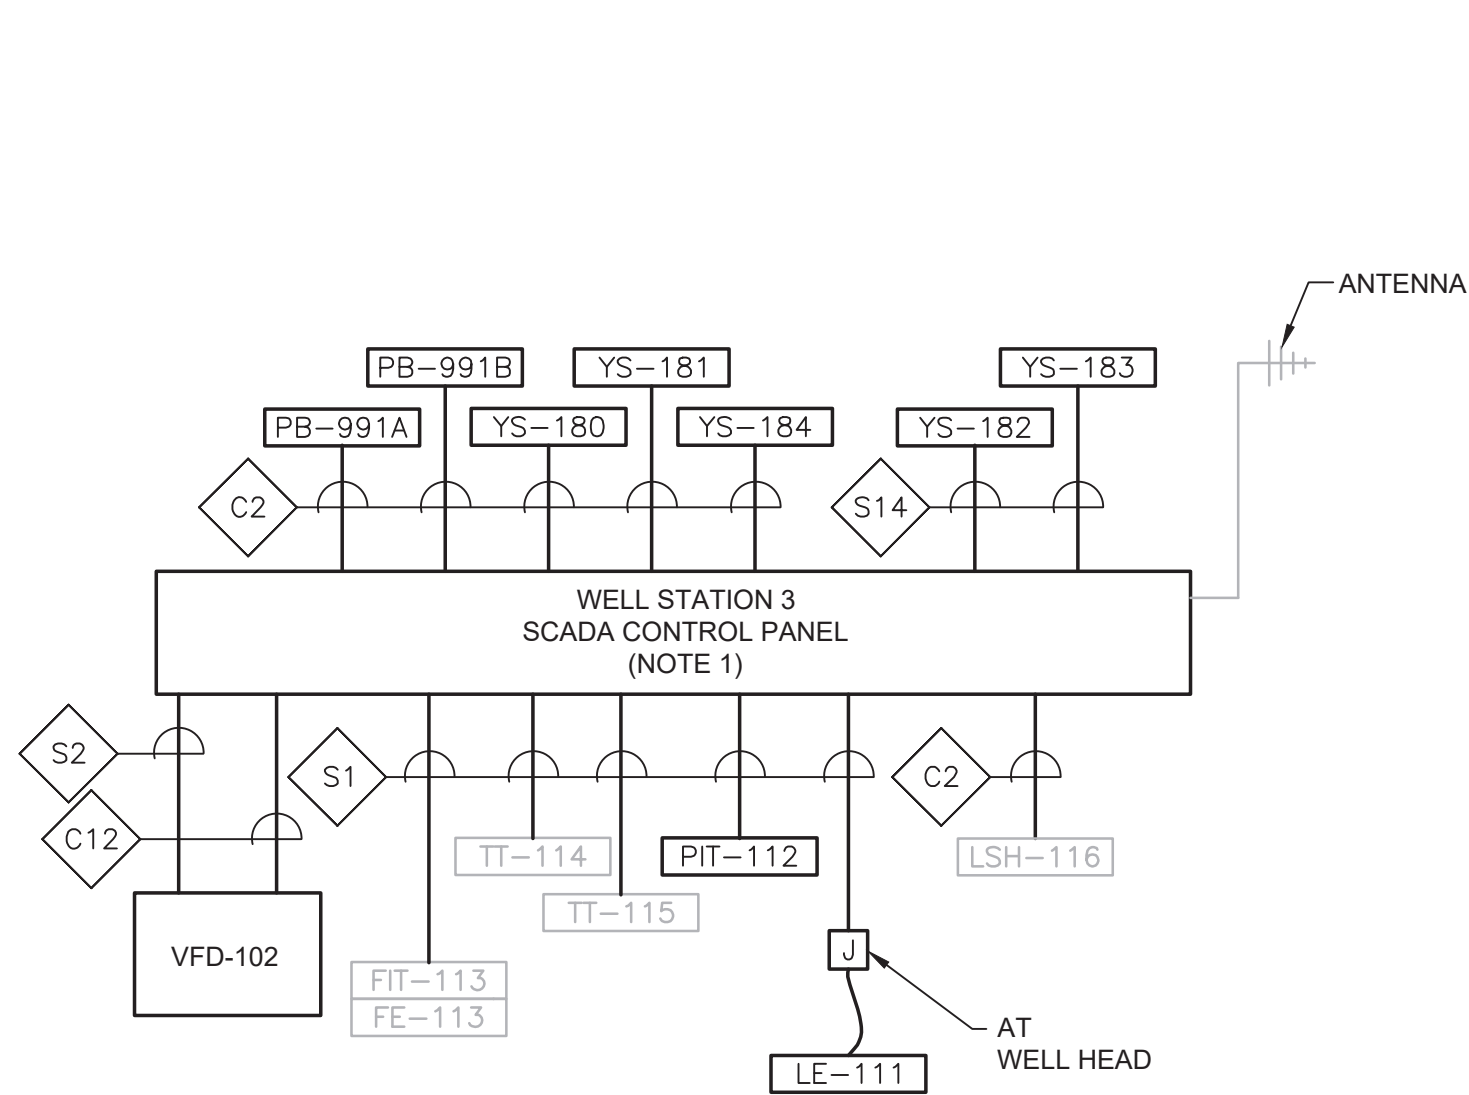 ANTENNA
PB-991B
YS-181
YS-183
PB-991A
YS-180
YS-184
YS-182
C2
S14
WELL STATION 3
SCADA CONTROL PANEL
(NOTE 1)
S2
S1
C2
C12
TT-114
PIT-112
LSH-116
TT-115
VFD-102
J
FIT-113
FE-113
AT
WELL HEAD
LE-111